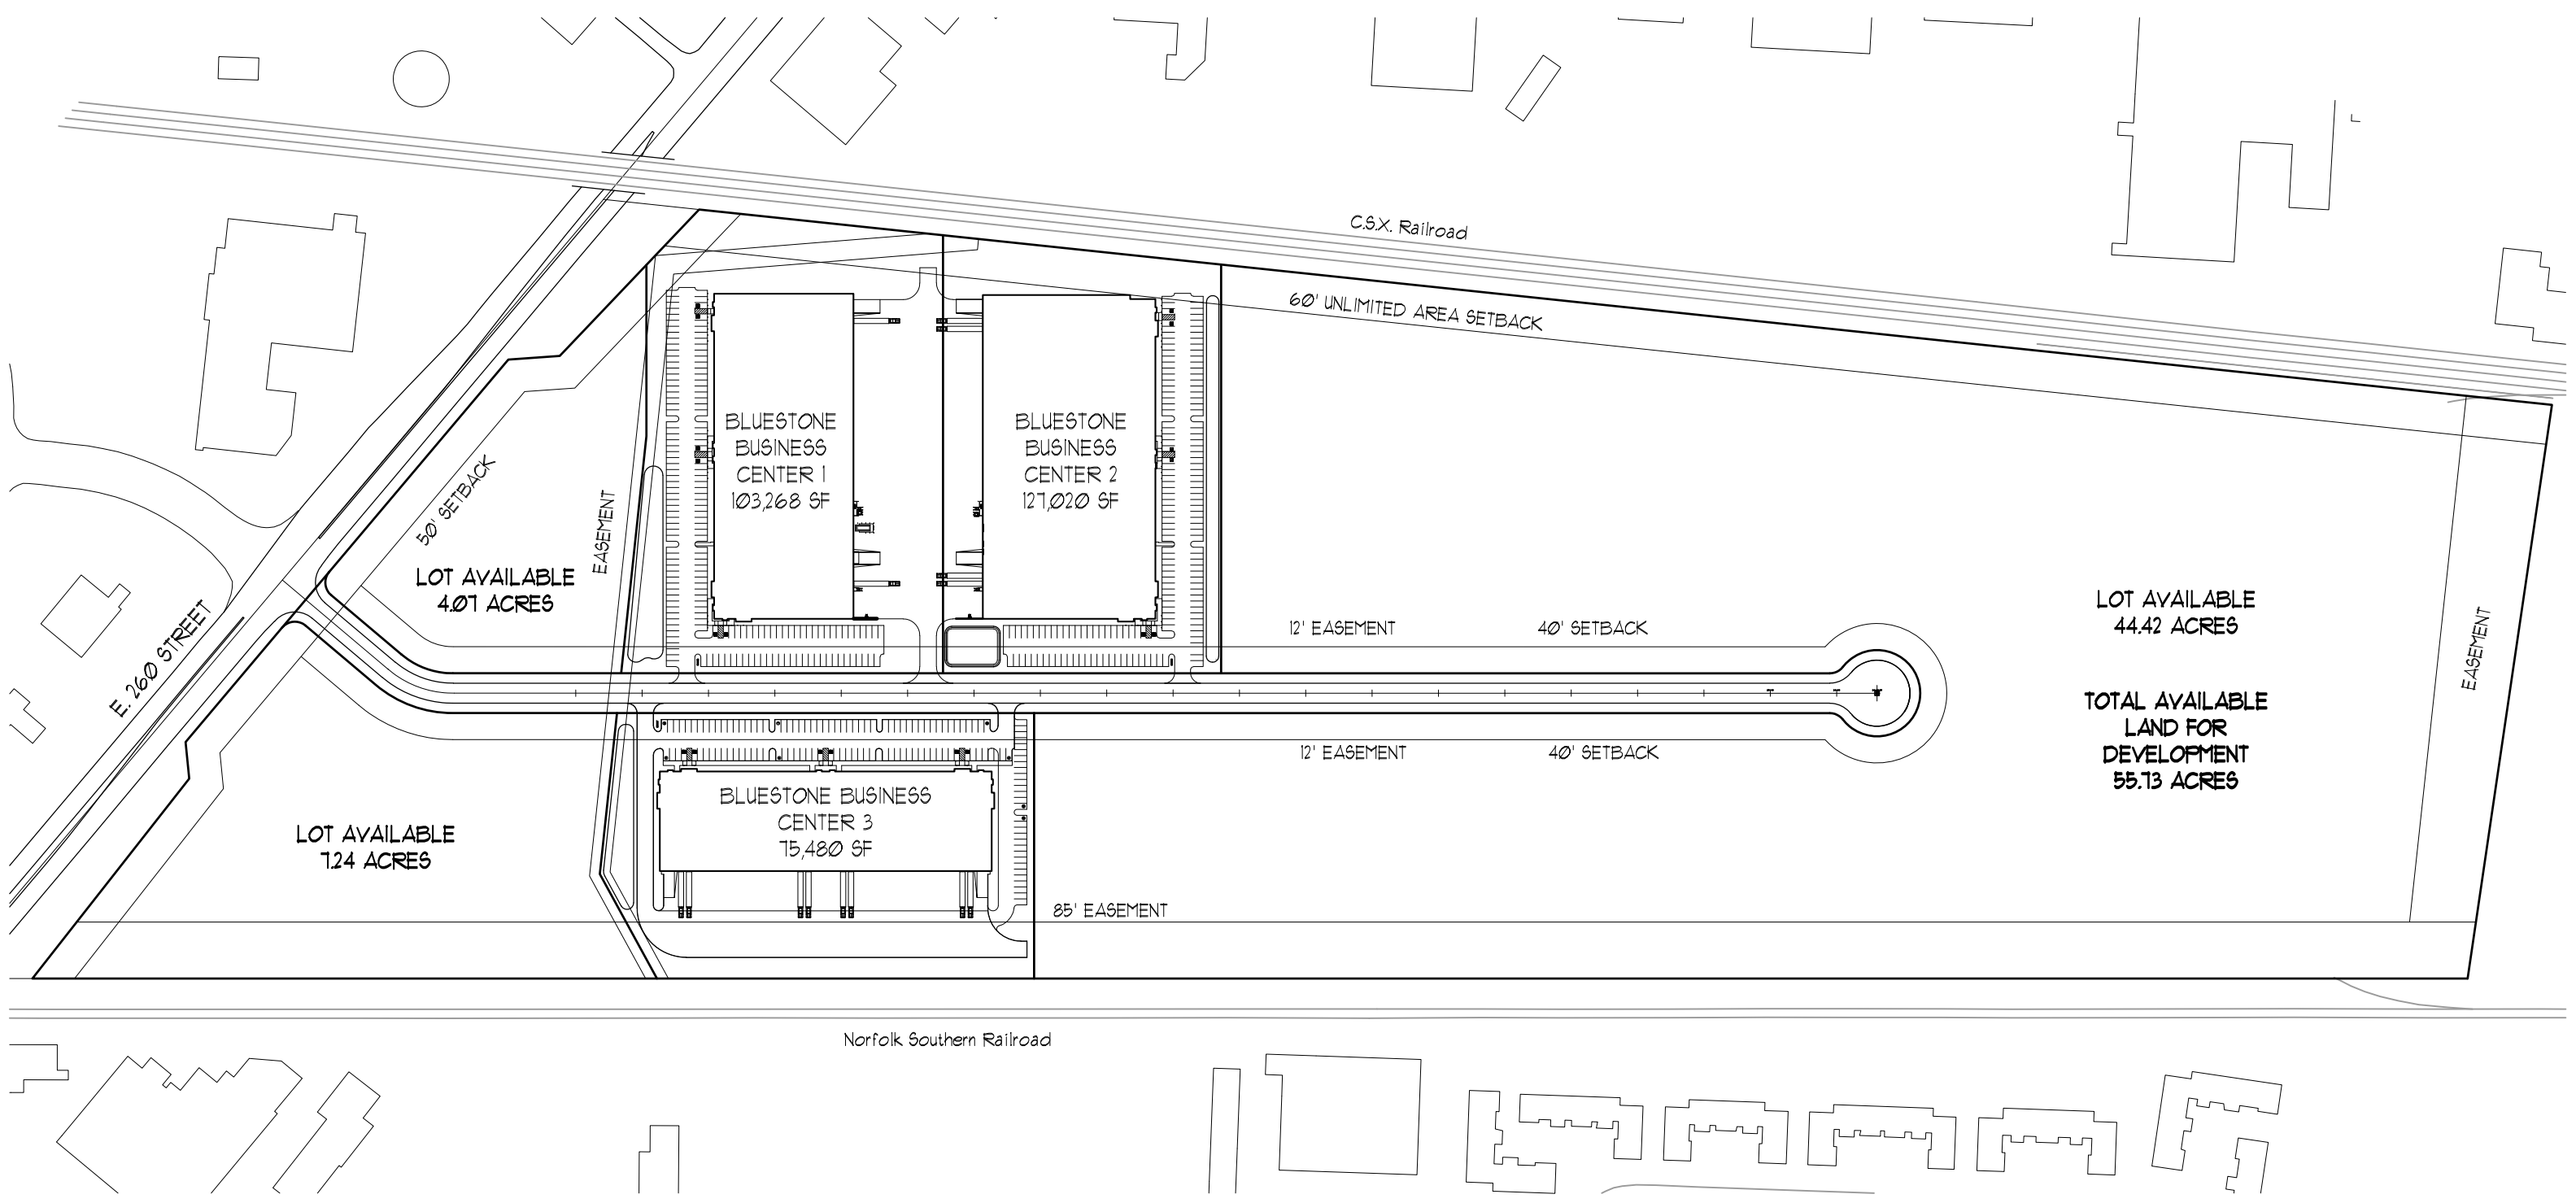 C.S.X. Railroad
60' UNLIMITED AREA SETBACK
BLUESTONE
BUSINESS
CENTER 1
103,268 SF
BLUESTONE
BUSINESS
CENTER 2
127,020 SF
50' SETBACK
EASEMENT
LOT AVAILABLE
4.07 ACRES
E. 260 STREET
12' EASEMENT
40' SETBACK
LOT AVAILABLE
44.42 ACRES
EASEMENT
TOTAL AVAILABLE
LAND FOR
DEVELOPMENT
55.73 ACRES
12' EASEMENT
40' SETBACK
BLUESTONE BUSINESS
CENTER 3
75,480 SF
LOT AVAILABLE
7.24 ACRES
85' EASEMENT
Norfolk Southern Railroad